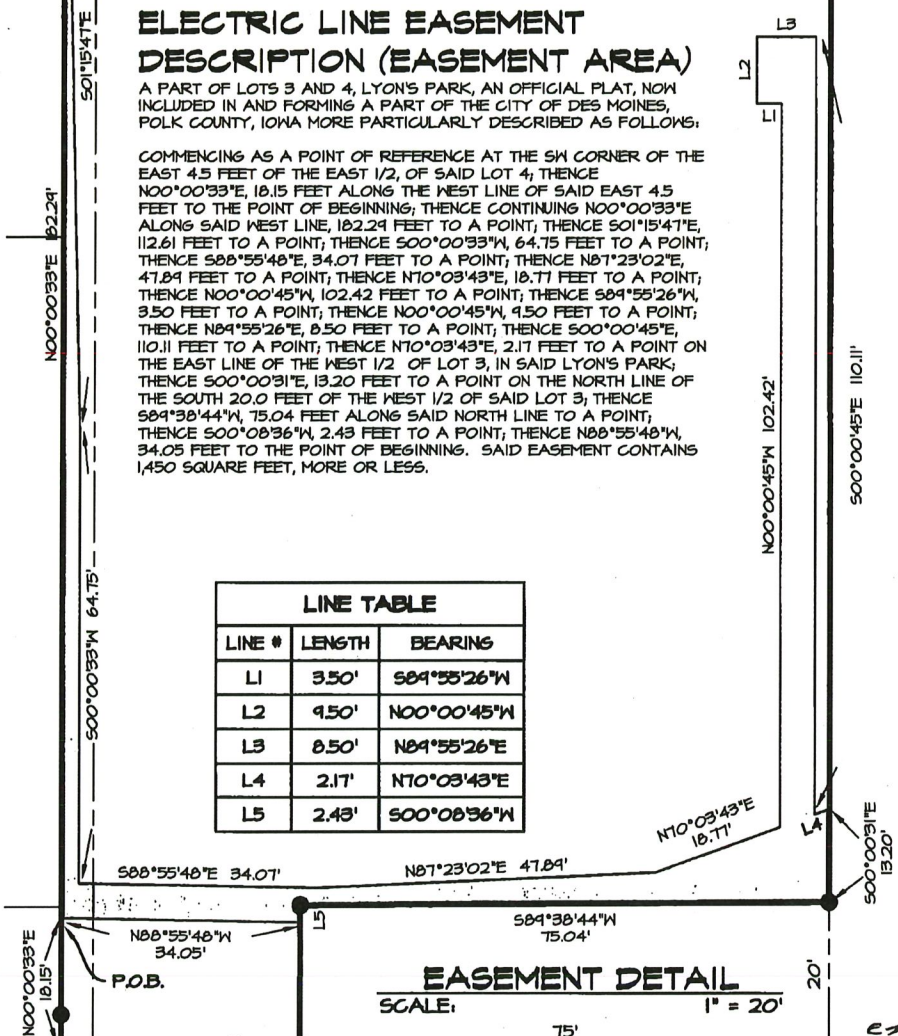 ELECTRIC LINE EASEMENT
DESCRIPTION (EASEMENT AREA)
A PART OF LOTS 3 AND 4, LYON'S PARK, AN OFFICIAL PLAT, NOW
INCLUDED IN AND FORMING A PART OF THE CITY OF DES MOINES,
POLK COUNTY, IOWA MORE PARTICULARLY DESCRIBED AS FOLLOWS:
COMMENCING AS A POINT OF REFERENCE AT THE SW CORNER OF THE
EAST 4.5 FEET OF THE EAST 1/2, OF SAID LOT 4; THENCE
N00°00'33"E, 18.15 FEET ALONG THE WEST LINE OF SAID EAST 4.5
FEET TO THE POINT OF BEGINNING; THENCE CONTINUING N00°00'33"E
ALONG SAID WEST LINE, 182.29 FEET TO A POINT; THENCE S01°15'47"E,
112.61 FEET TO A POINT; THENCE S00°00'33"W, 64.75 FEET TO A POINT;
THENCE S88°55'48"E, 34.07 FEET TO A POINT; THENCE N87°23'02"E,
47.89 FEET TO A POINT; THENCE N70°03'43"E, 18.77 FEET TO A POINT;
THENCE N00°00'45"W, 102.42 FEET TO A POINT; THENCE S89°55'26"W,
3.50 FEET TO A POINT; THENCE N00°00'45"W, 9.50 FEET TO A POINT;
THENCE N89°55'26"E, 8.50 FEET TO A POINT; THENCE S00°00'45"E,
110.11 FEET TO A POINT; THENCE N70°03'43"E, 2.17 FEET TO A POINT ON
THE EAST LINE OF THE WEST 1/2 OF LOT 3, IN SAID LYON'S PARK;
THENCE S00°00'31"E, 13.20 FEET TO A POINT ON THE NORTH LINE OF
THE SOUTH 20.0 FEET OF THE WEST 1/2 OF SAID LOT 3; THENCE
S89°38'44"W, 75.04 FEET ALONG SAID NORTH LINE TO A POINT;
THENCE S00°08'36"W, 2.43 FEET TO A POINT; THENCE N88°55'48"W,
34.05 FEET TO THE POINT OF BEGINNING. SAID EASEMENT CONTAINS
1,450 SQUARE FEET, MORE OR LESS.
S01°15'47"E
N00°00'33"E 182.29'
S00°00'33"W 64.75'
L3
L2
L1
N00°00'45"W 102.42'
S00°00'45"E 110.11'
LINE TABLE
LINE # LENGTH BEARING
L1 3.50' S89°55'26"W
L2 9.50' N00°00'45"W
L3 8.50' N89°55'26"E
L4 2.17' N70°03'43"E
L5 2.43' S00°08'36"W
N70°03'43"E
18.77'
L4
S00°00'31"E
13.20'
S88°55'48"E 34.07'
N87°23'02"E 47.89'
L5
S89°38'44"W
75.04'
N88°55'48"W
34.05'
P.O.B.
N00°00'33"E
18.15'
EASEMENT DETAIL
SCALE: 1" = 20'
20'
75'